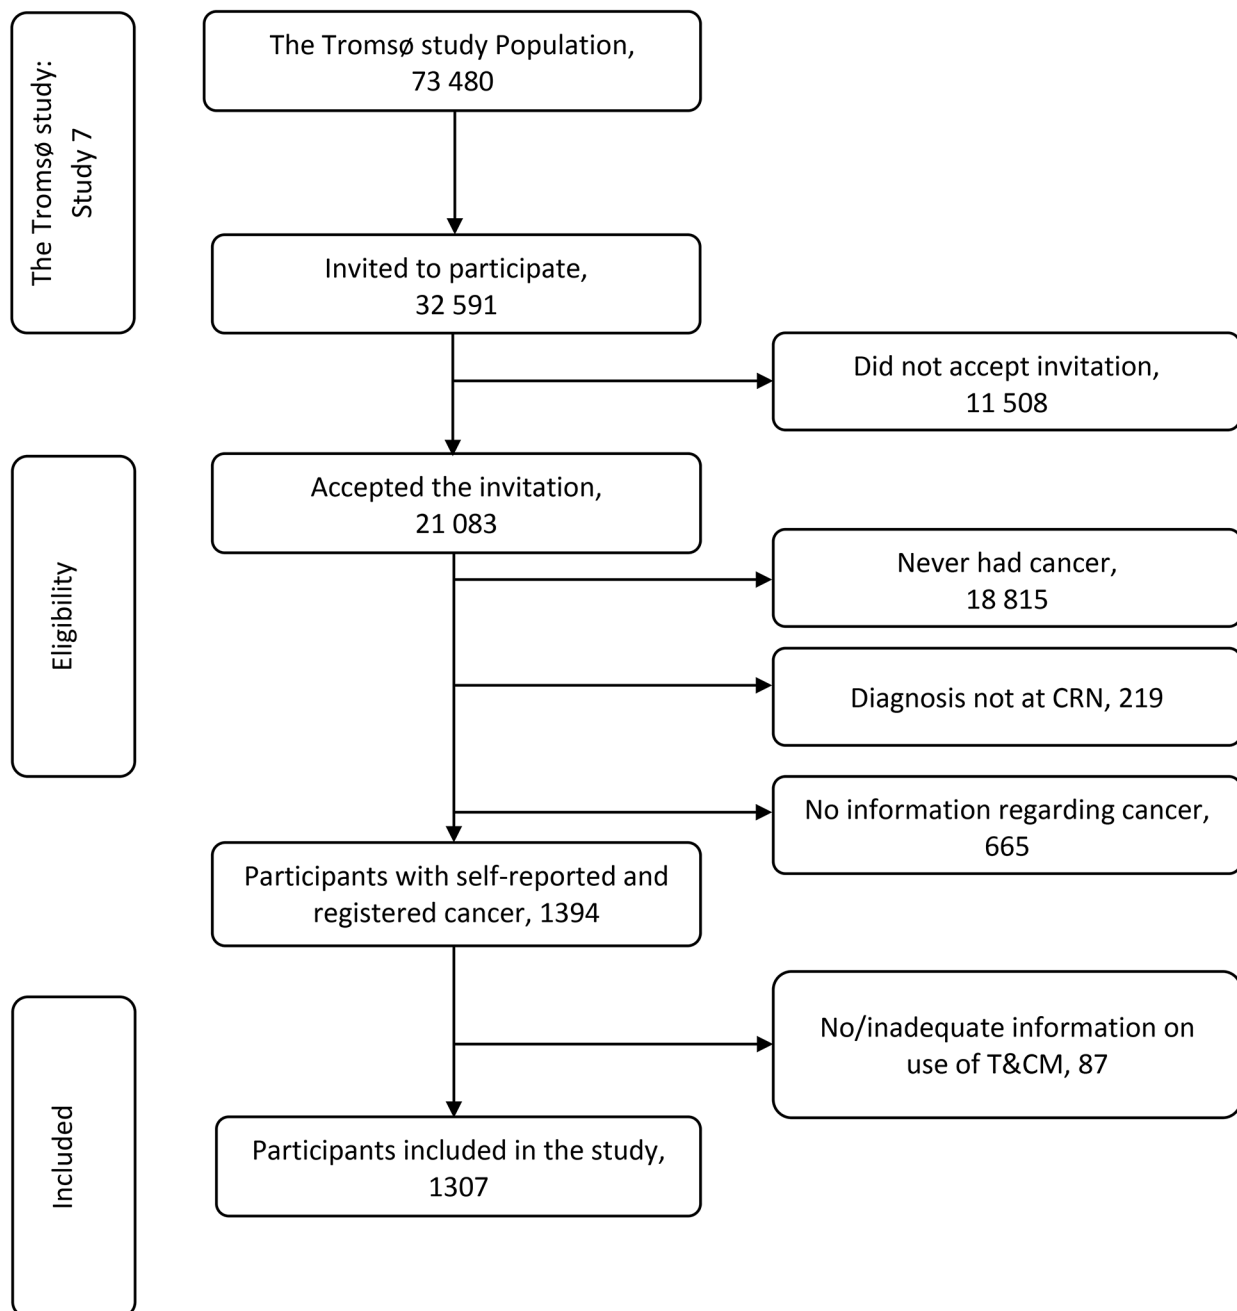 The Tromsø study:
Study 7
The Tromsø study Population,
73 480
Invited to participate,
32 591
Did not accept invitation,
11 508
Eligibility
Accepted the invitation,
21 083
Never had cancer,
18 815
Diagnosis not at CRN, 219
No information regarding cancer,
665
Participants with self-reported and
registered cancer, 1394
Included
No/inadequate information on
use of T&CM, 87
Participants included in the study,
1307